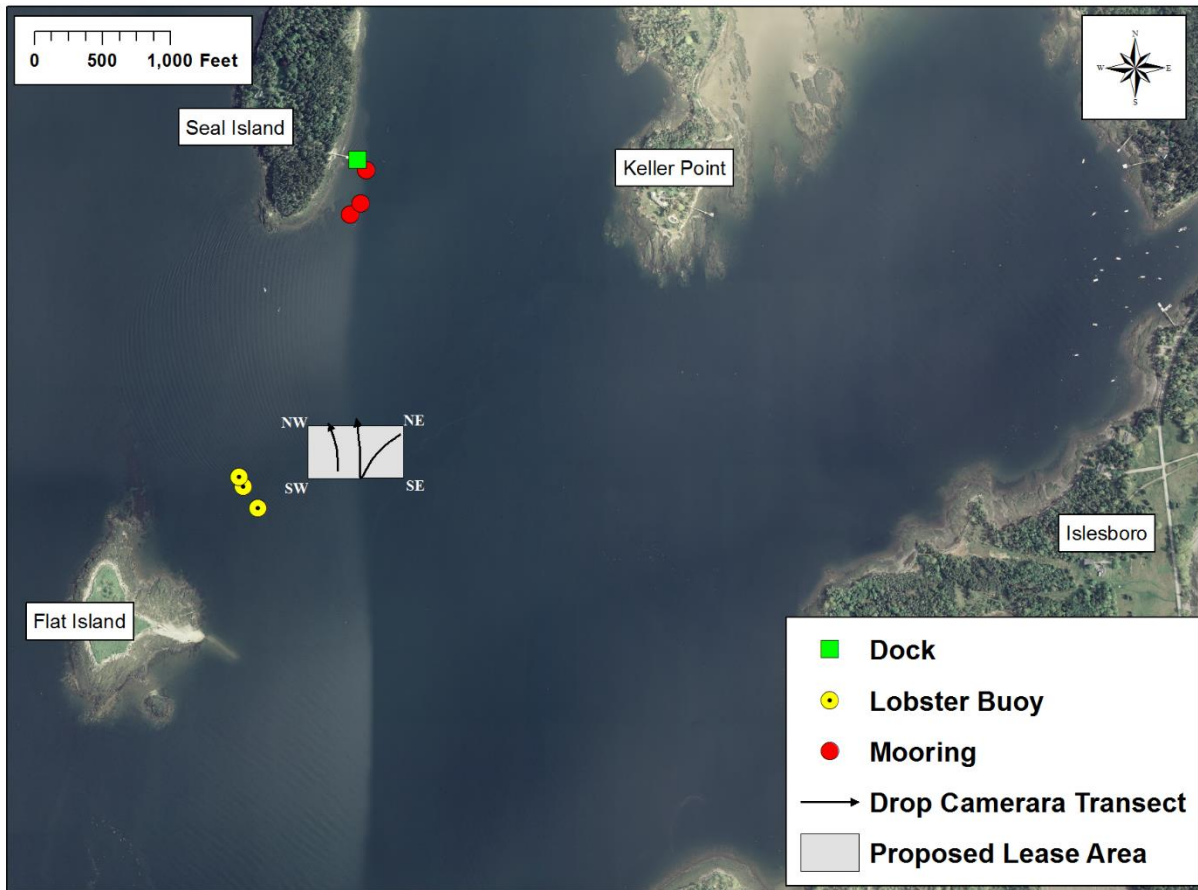 0 500 1,000 Feet
N
W E
S
Seal Island
Keller Point
NW NE
SW SE
Islesboro
Flat Island
Dock
Lobster Buoy
Mooring
Drop Camerara Transect
Proposed Lease Area